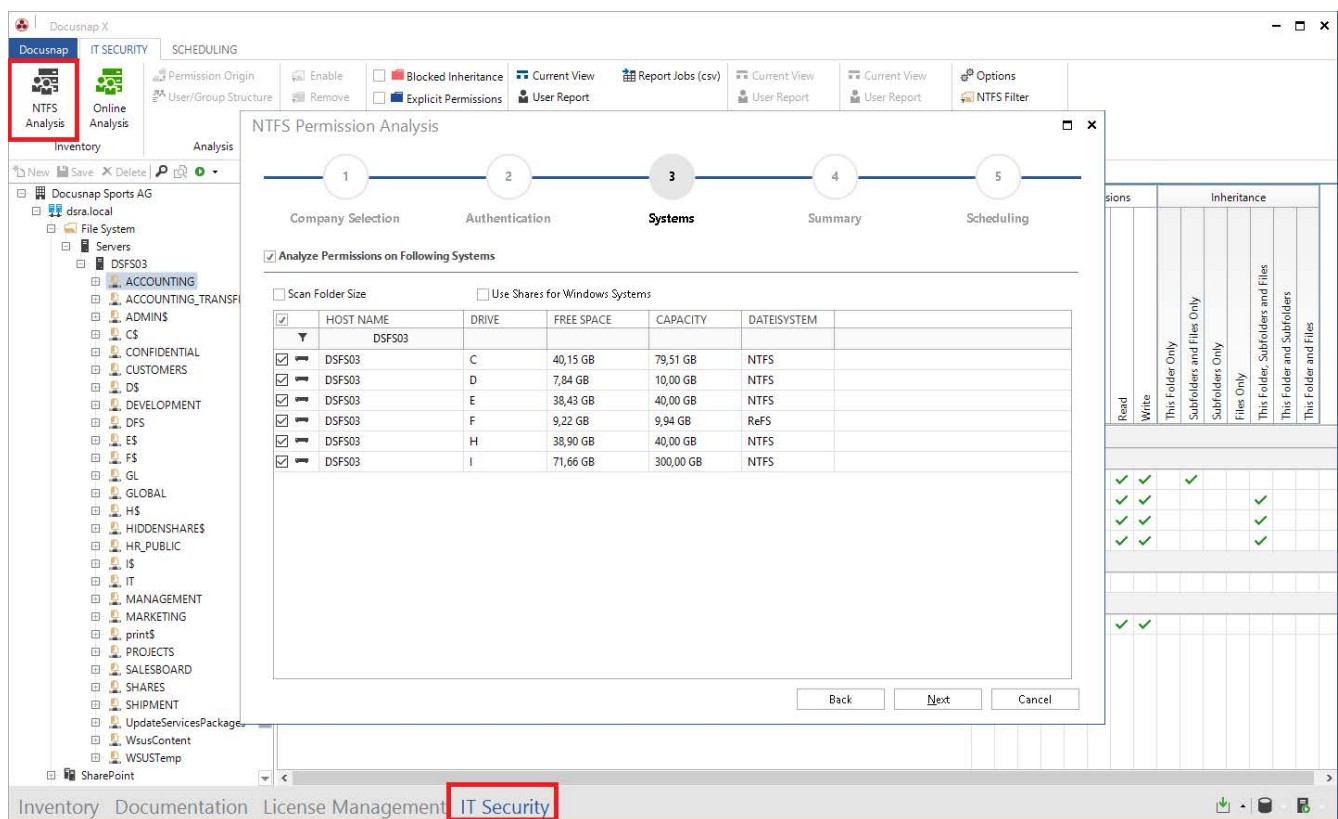 Docusnap X
Docusnap IT SECURITY SCHEDULING
Permission Origin Enable Blocked Inheritance Current View Report Jobs (csv) Current View Current View Options
User/Group Structure Remove Explicit Permissions User Report User Report User Report NTFS Filter
NTFS Analysis
Online Analysis
Inventory Analysis
New Save Delete
Docusnap Sports AG
dsra.local
File System
Servers
DSFS03
ACCOUNTING
ACCOUNTING_TRANSF
ADMIN$
C$
CONFIDENTIAL
CUSTOMERS
D$
DEVELOPMENT
DFS
E$
F$
GL
GLOBAL
H$
HIDDENSHARE$
HR_PUBLIC
I$
IT
MANAGEMENT
MARKETING
print$
PROJECTS
SALESBOARD
SHARES
SHIPMENT
UpdateServicesPackages
WsusContent
WSUSTemp
SharePoint
NTFS Permission Analysis
1 2 3 4 5
Company Selection Authentication Systems Summary Scheduling
Analyze Permissions on Following Systems
Scan Folder Size Use Shares for Windows Systems
HOST NAME DRIVE FREE SPACE CAPACITY DATEISYSTEM
DSFS03
DSFS03 C 40,15 GB 79,51 GB NTFS
DSFS03 D 7,84 GB 10,00 GB NTFS
DSFS03 E 38,43 GB 40,00 GB NTFS
DSFS03 F 9,22 GB 9,94 GB ReFS
DSFS03 H 38,90 GB 40,00 GB NTFS
DSFS03 I 71,66 GB 300,00 GB NTFS
Back Next Cancel
sions Inheritance
Read
Write
This Folder Only
Subfolders and Files Only
Subfolders Only
Files Only
This Folder, Subfolders and Files
This Folder and Subfolders
This Folder and Files
Inventory Documentation License Management IT Security